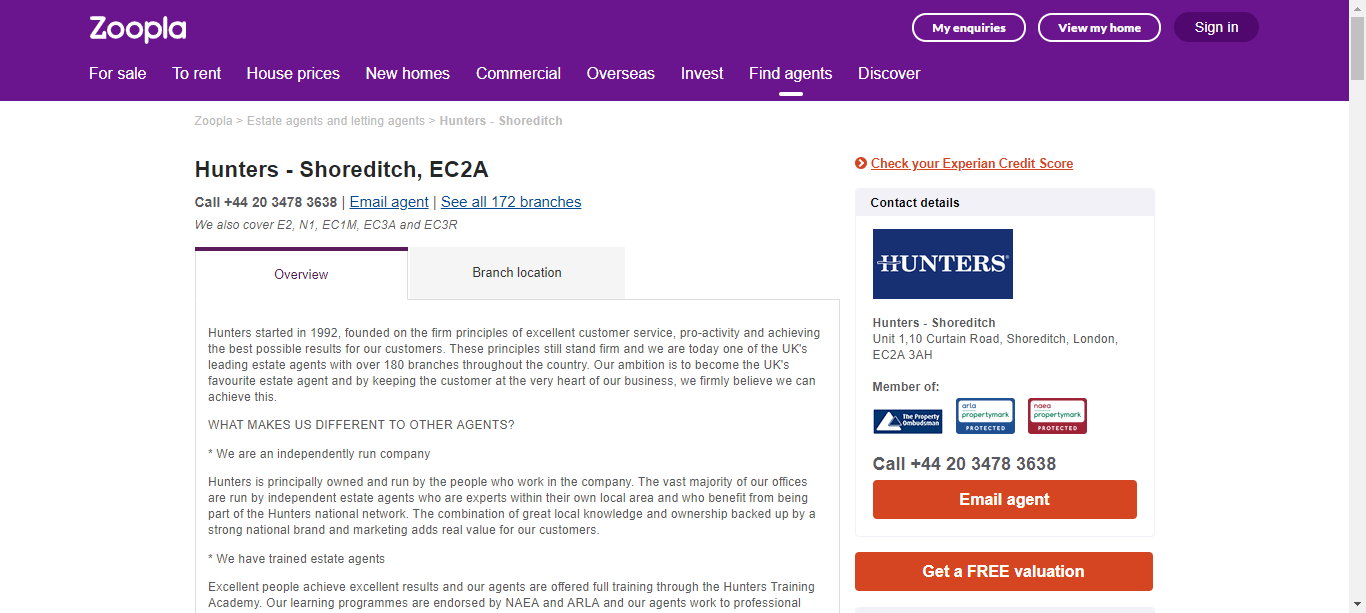 Zoopla
My enquiries
View my home
Sign in
For sale
To rent
House prices
New homes
Commercial
Overseas
Invest
Find agents
Discover
Zoopla > Estate agents and letting agents > Hunters - Shoreditch
Hunters - Shoreditch, EC2A
Call +44 20 3478 3638 | Email agent | See all 172 branches
We also cover E2, N1, EC1M, EC3A and EC3R
Overview
Branch location
Hunters started in 1992, founded on the firm principles of excellent customer service, pro-activity and achieving
the best possible results for our customers. These principles still stand firm and we are today one of the UK's
leading estate agents with over 180 branches throughout the country. Our ambition is to become the UK's
favourite estate agent and by keeping the customer at the very heart of our business, we firmly believe we can
achieve this.
WHAT MAKES US DIFFERENT TO OTHER AGENTS?
* We are an independently run company
Hunters is principally owned and run by the people who work in the company. The vast majority of our offices
are run by independent estate agents who are experts within their own local area and who benefit from being
part of the Hunters national network. The combination of great local knowledge and ownership backed up by a
strong national brand and marketing adds real value for our customers.
* We have trained estate agents
Excellent people achieve excellent results and our agents are offered full training through the Hunters Training
Academy. Our learning programmes are endorsed by NAEA and ARLA and our agents work to professional
Check your Experian Credit Score
Contact details
HUNTERS®
Hunters - Shoreditch
Unit 1,10 Curtain Road, Shoreditch, London,
EC2A 3AH
Member of:
The Property
Ombudsman
arla
propertymark
PROTECTED
naea
propertymark
PROTECTED
Call +44 20 3478 3638
Email agent
Get a FREE valuation